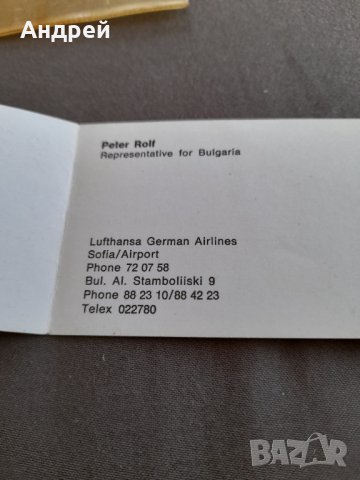 Андрей
Peter Rolf
Representative for Bulgaria
Lufthansa German Airlines
Sofia/Airport
Phone 72 07 58
Bul. Al. Stamboliiski 9
Phone 88 23 10/88 42 23
Telex 022780
BAZAR